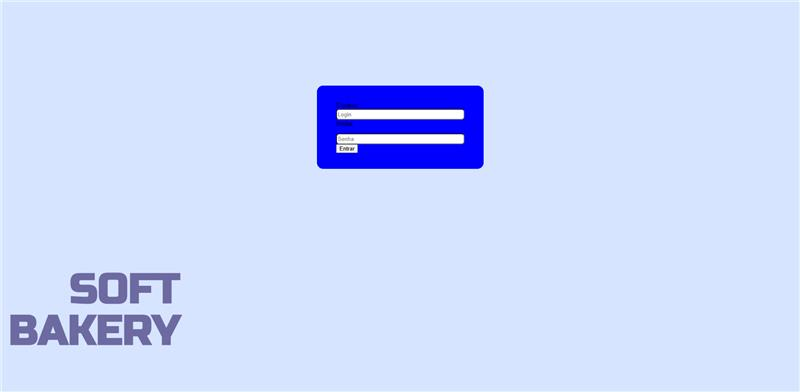 Login
Senha
Entrar
SOFT
BAKERY